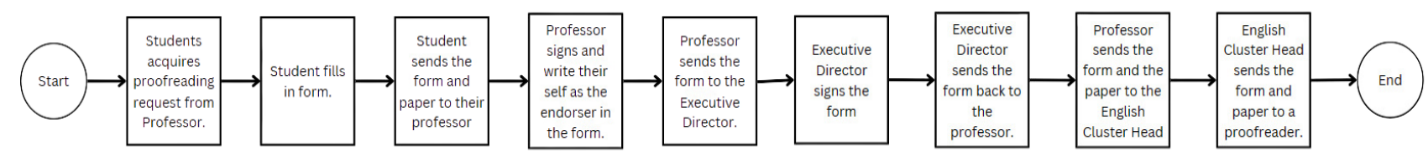 Start
Students
acquires
proofreading
request from
Professor.
Student fills
in form.
Student
sends the
form and
paper to their
professor
Professor
signs and
write their
self as the
endorser in
the form.
Professor
sends the
form to the
Executive
Director.
Executive
Director
signs the
form
Executive
Director
sends the
form back to
the
professor.
Professor
sends the
form and the
paper to the
English
Cluster Head
English
Cluster Head
sends the
form and
paper to a
proofreader.
End